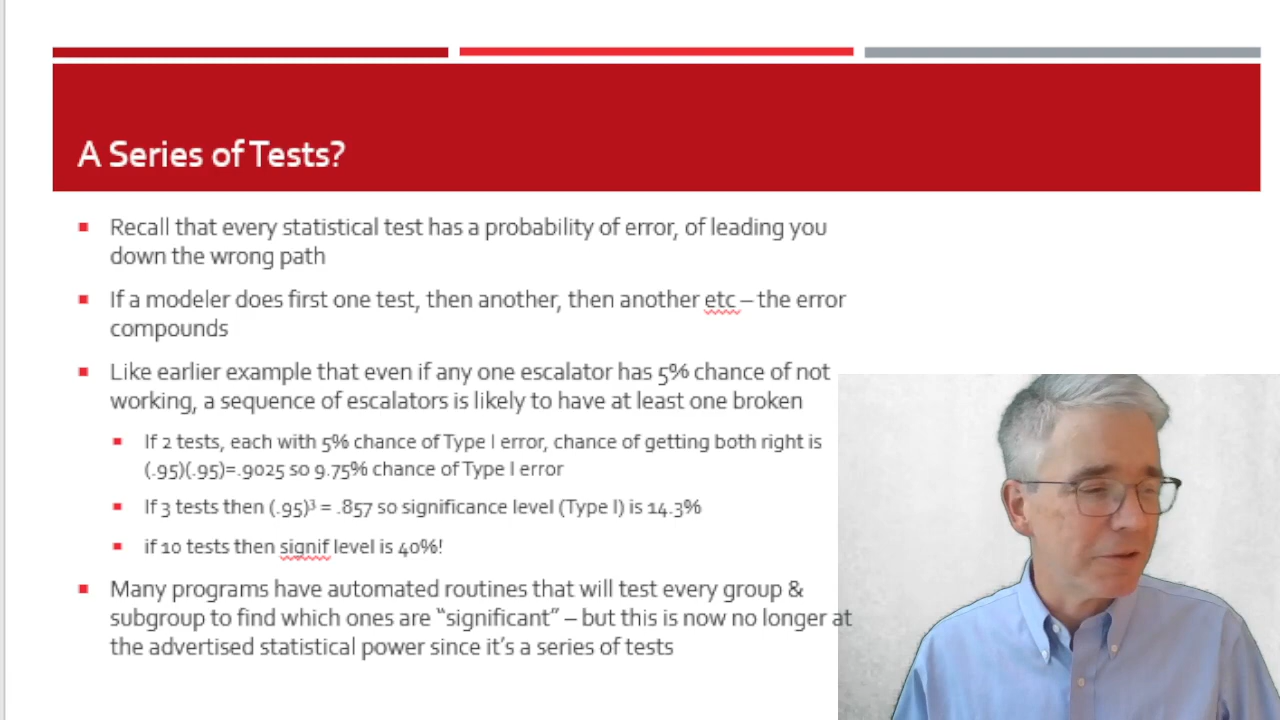 A Series of Tests?
Recall that every statistical test has a probability of error, of leading you
down the wrong path
If a modeler does first one test, then another, then another etc – the error
compounds
Like earlier example that even if any one escalator has 5% chance of not
working, a sequence of escalators is likely to have at least one broken
If 2 tests, each with 5% chance of Type I error, chance of getting both right is
(.95)(.95)=.9025 so 9.75% chance of Type I error
If 3 tests then (.95)³ = .857 so significance level (Type I) is 14.3%
if 10 tests then signif level is 40%!
Many programs have automated routines that will test every group &
subgroup to find which ones are “significant” – but this is now no longer at
the advertised statistical power since it’s a series of tests